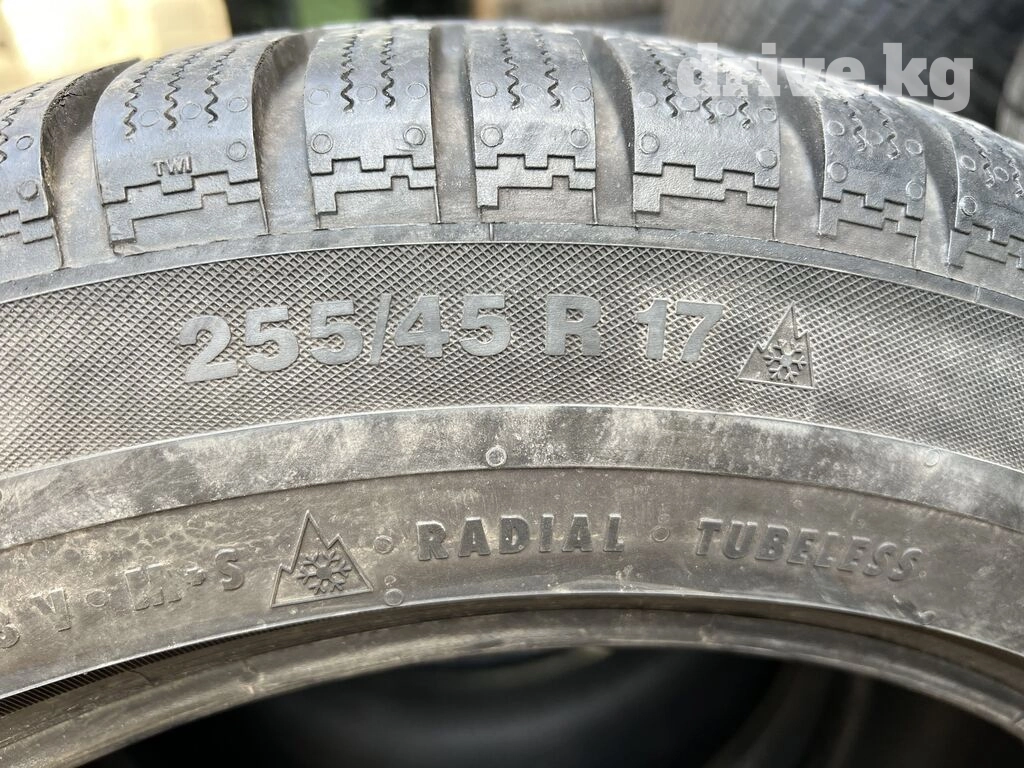 drive.kg
TWI
255/45 R 17
V · M+S RADIAL · TUBELESS